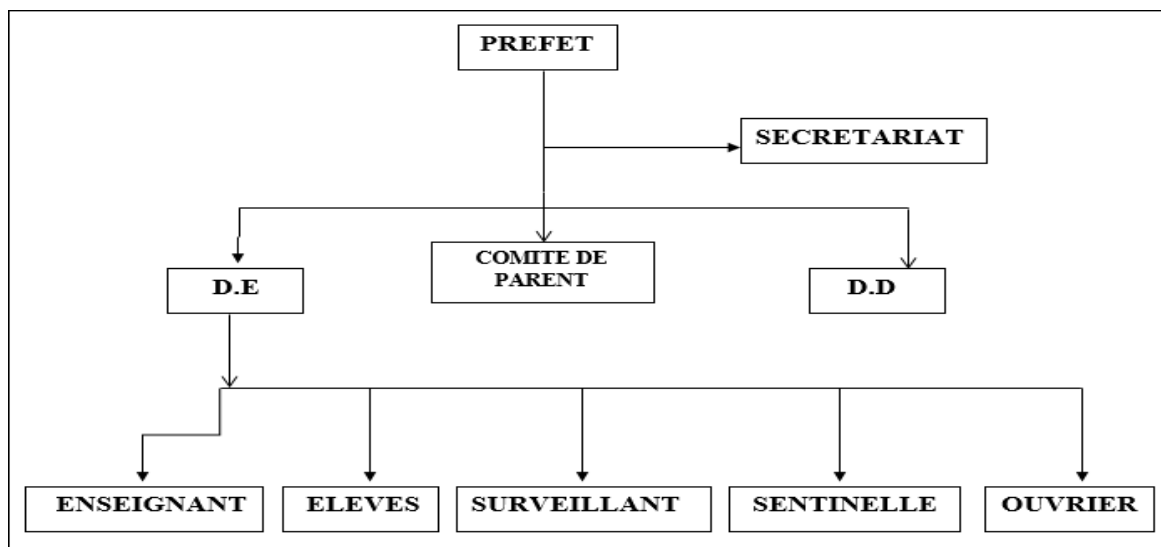 PREFET
SECRETARIAT
COMITE DE
PARENT
D.E
D.D
ENSEIGNANT
ELEVES
SURVEILLANT
SENTINELLE
OUVRIER